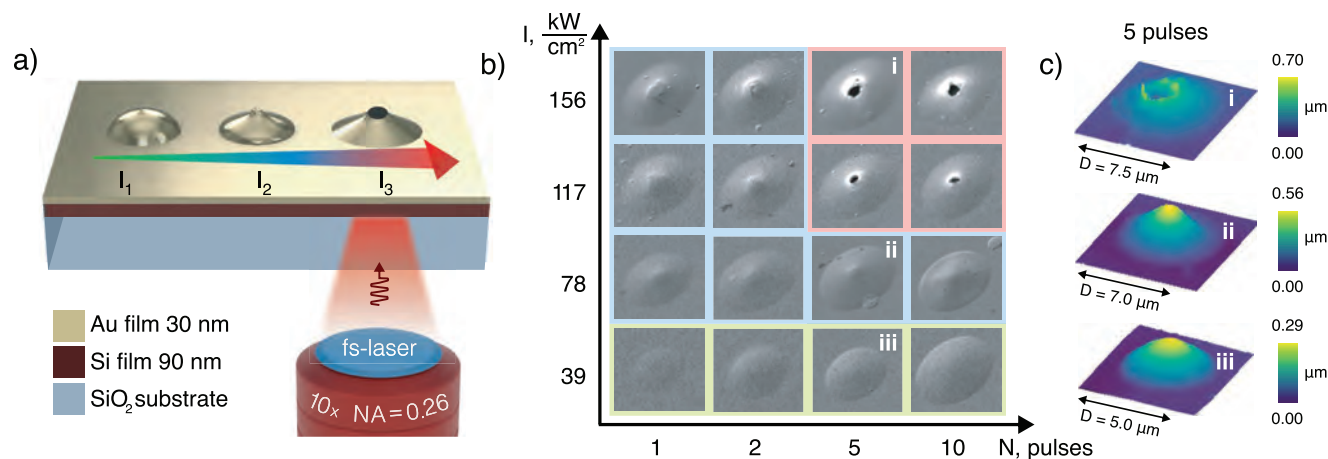 a)
I₁
I₂
I₃
Au film 30 nm
Si film 90 nm
SiO₂ substrate
fs-laser
10x NA=0.26
b)
I, kW
cm²
156
117
78
39
i
ii
iii
1
2
5
10
N, pulses
c)
5 pulses
i
0.70
μm
0.00
D = 7.5 μm
ii
0.56
μm
0.00
D = 7.0 μm
iii
0.29
μm
0.00
D = 5.0 μm